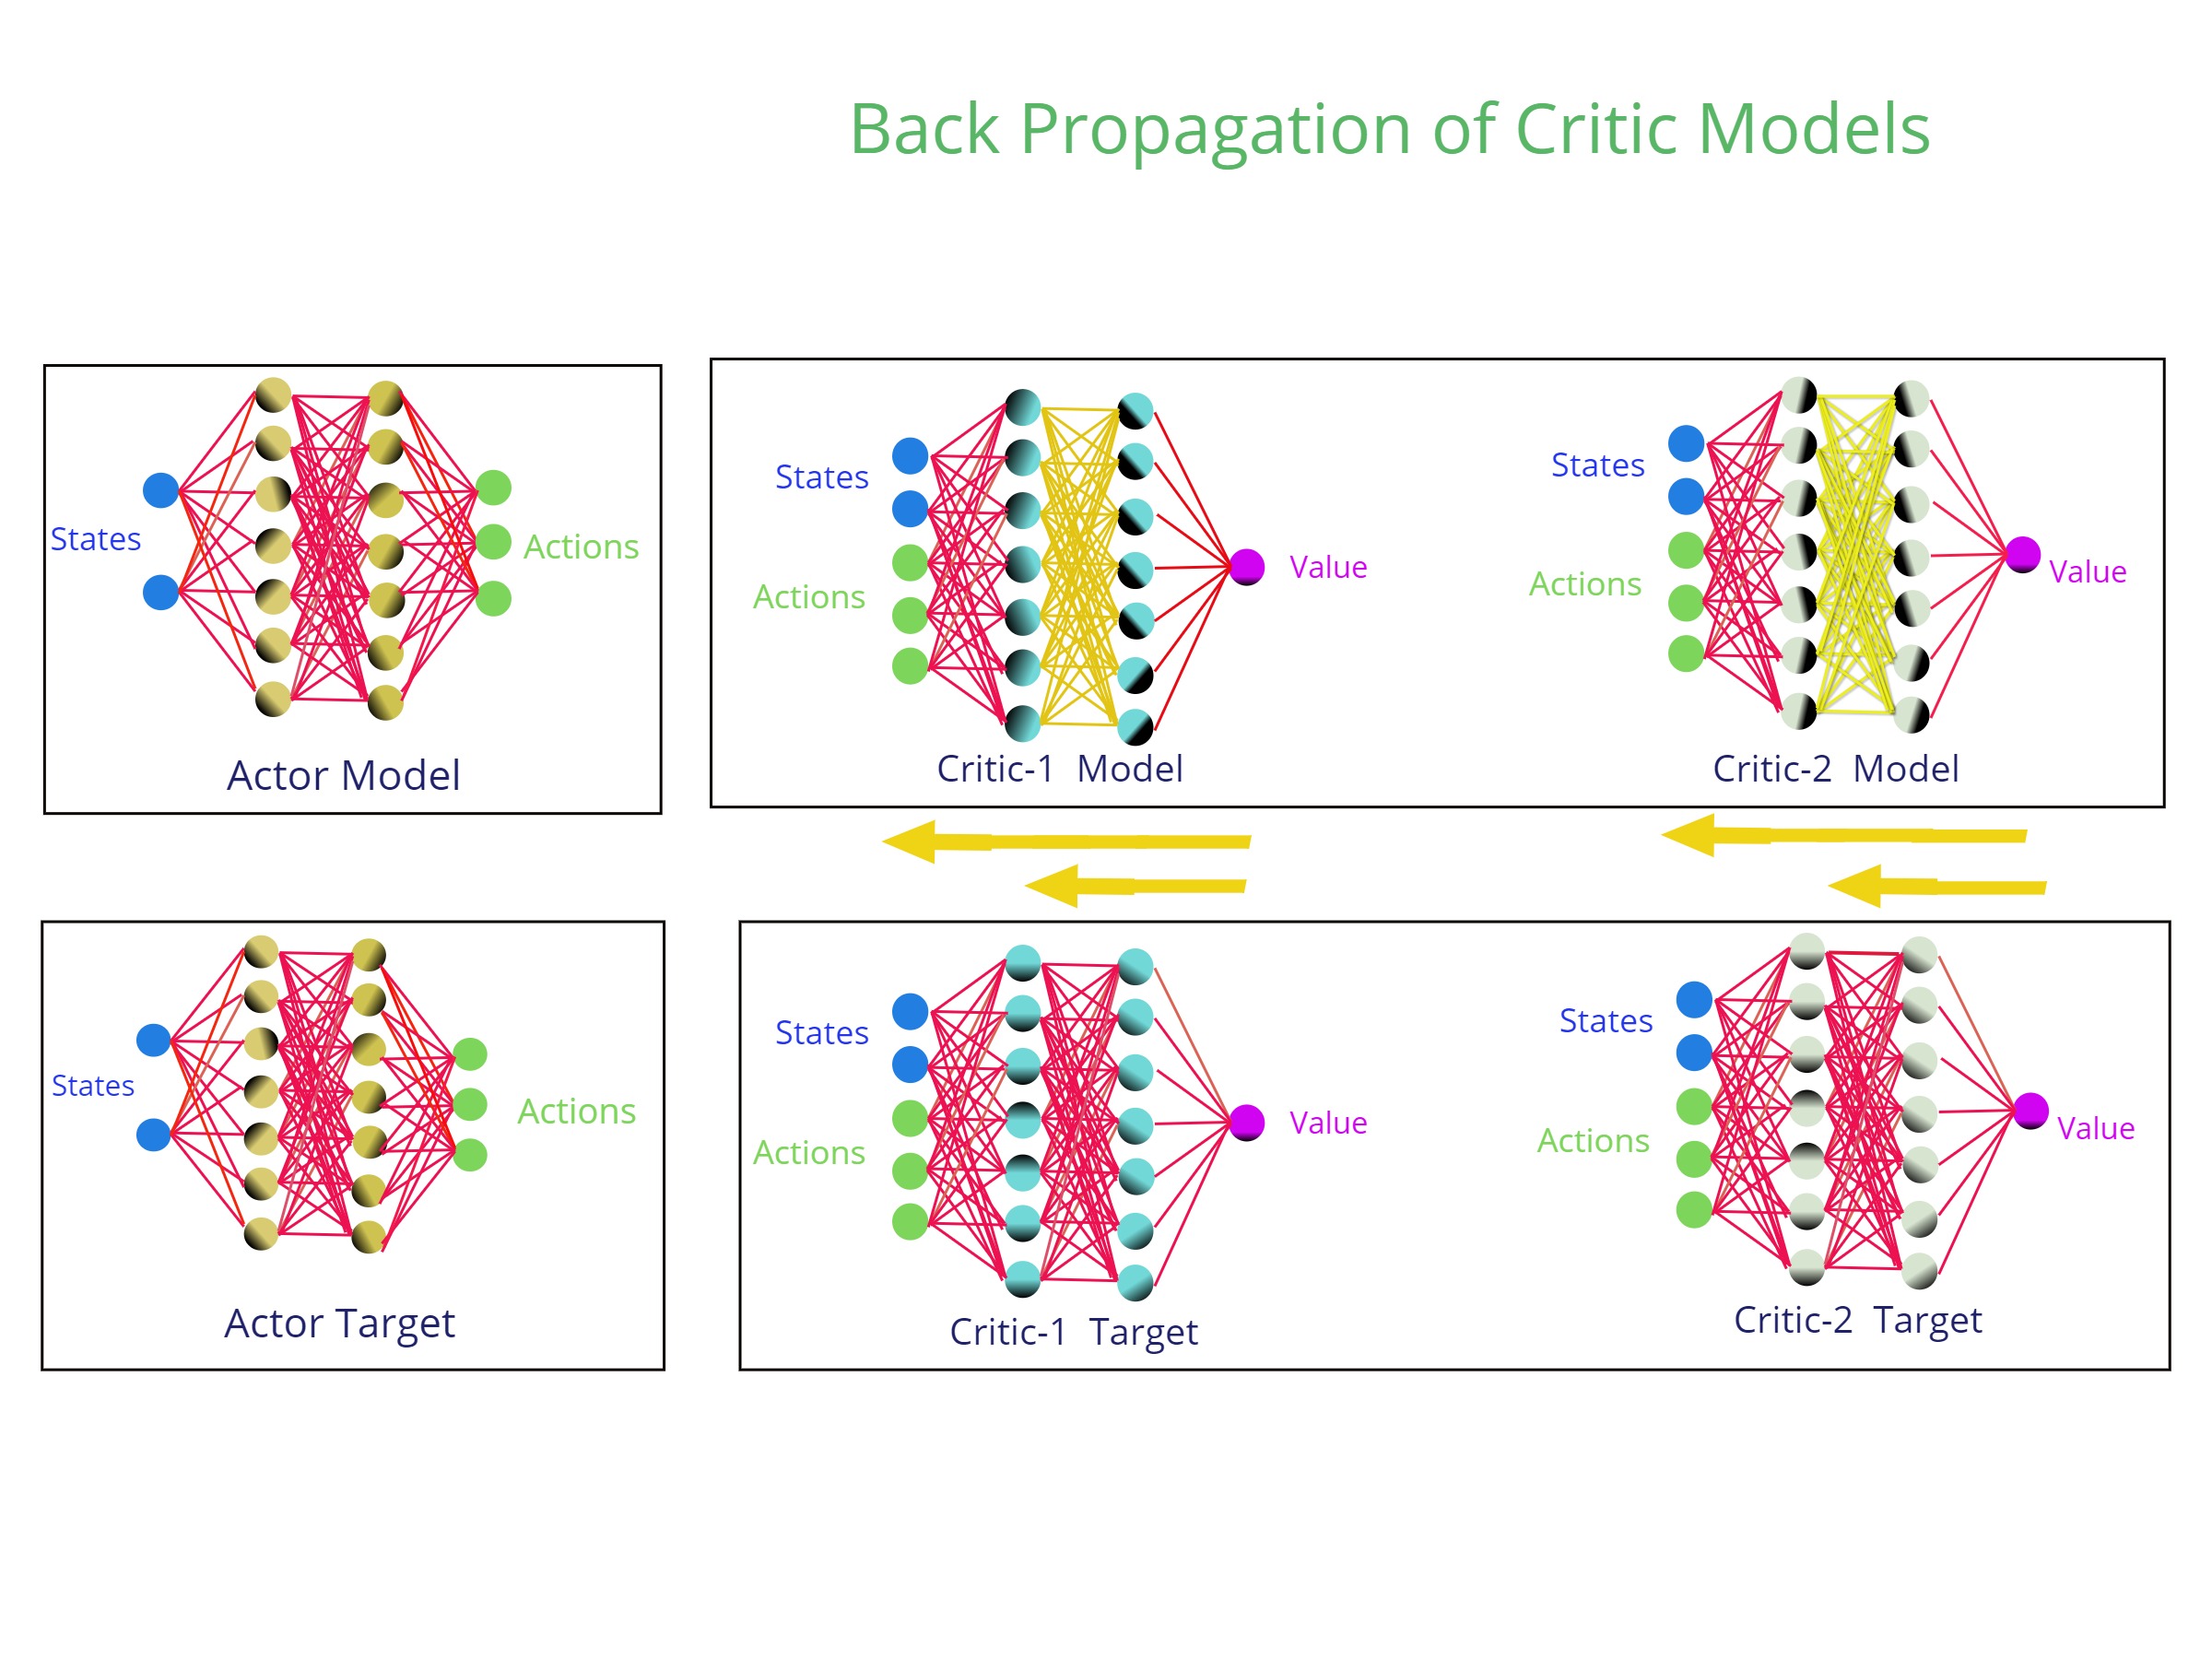 Back Propagation of Critic Models
States
Actions
Actor Model
States
Actions
Value
Critic-1 Model
States
Actions
Value
Critic-2 Model
States
Actions
Actor Target
States
Actions
Value
Critic-1 Target
States
Actions
Value
Critic-2 Target